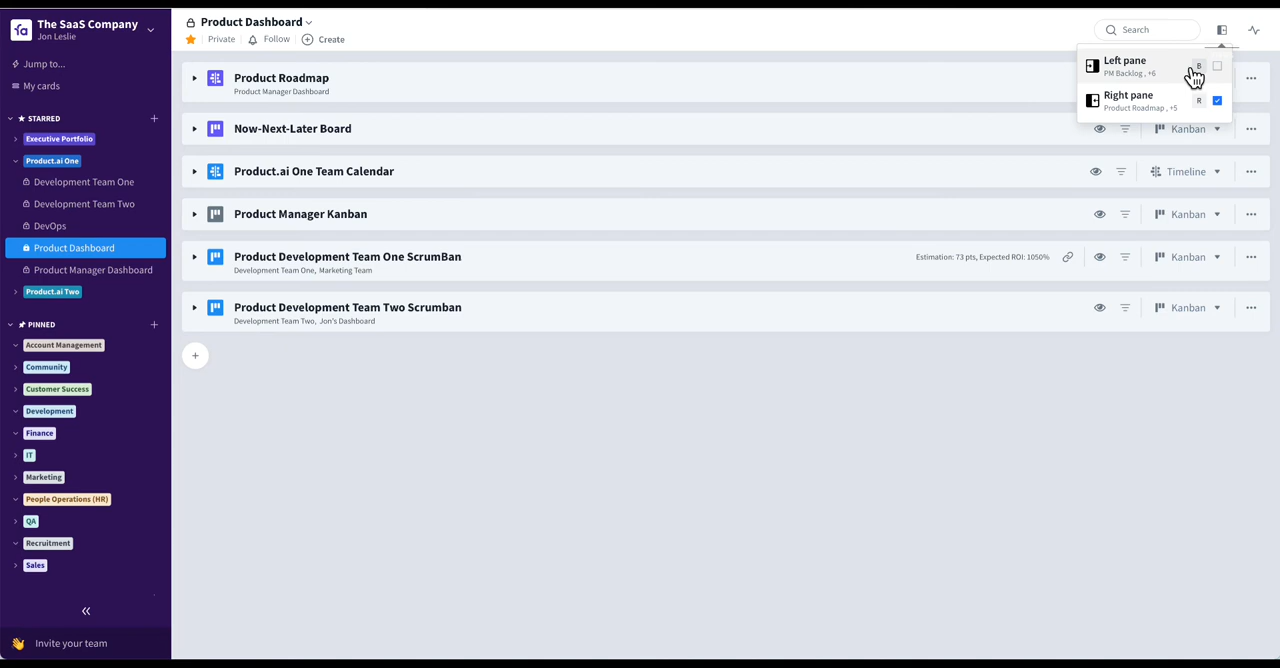 The SaaS Company
Jon Leslie
Jump to...
My cards
STARRED
Executive Portfolio
Product.ai One
Development Team One
Development Team Two
DevOps
Product Dashboard
Product Manager Dashboard
Product.ai Two
PINNED
Account Management
Community
Customer Success
Development
Finance
IT
Marketing
People Operations (HR)
QA
Recruitment
Sales
Invite your team
Product Dashboard
Private Follow Create
Search
Left pane B
PM Backlog , +6
Right pane R
Product Roadmap , +5
Product Roadmap
Product Manager Dashboard
Now-Next-Later Board Kanban
Product.ai One Team Calendar Timeline
Product Manager Kanban Kanban
Product Development Team One ScrumBan Estimation: 73 pts, Expected ROI: 1050% Kanban
Development Team One, Marketing Team
Product Development Team Two Scrumban Kanban
Development Team Two, Jon's Dashboard